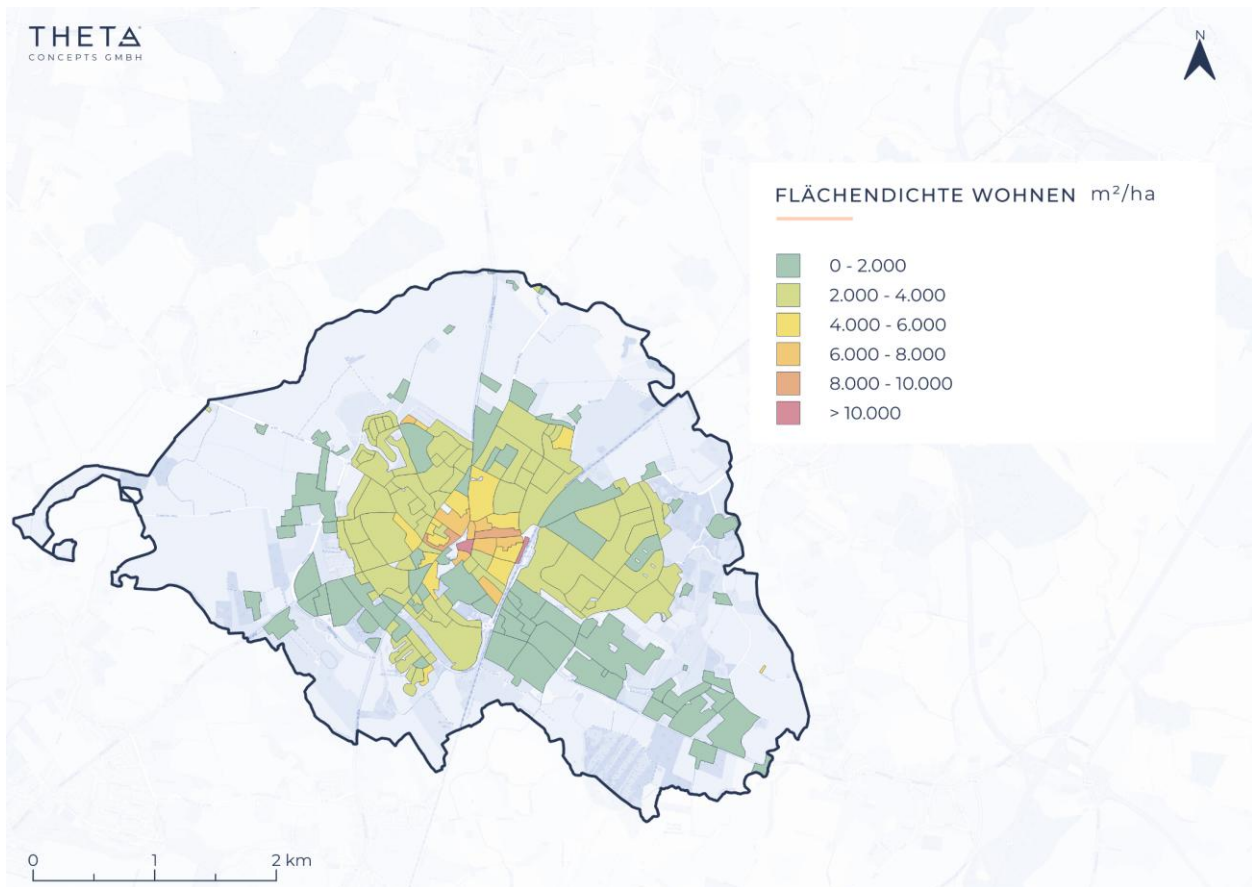 THETA
CONCEPTS GMBH
N
FLÄCHENDICHTE WOHNEN m²/ha
0 - 2.000
2.000 - 4.000
4.000 - 6.000
6.000 - 8.000
8.000 - 10.000
> 10.000
0 1 2 km